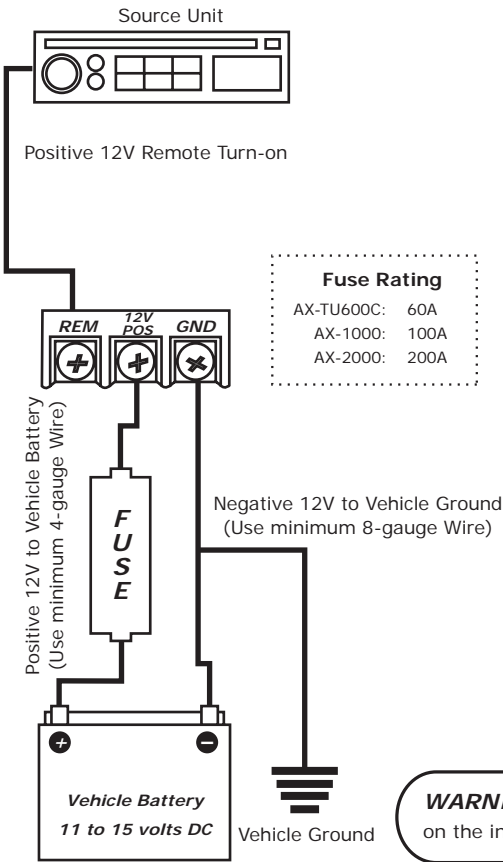 Source Unit
Positive 12V Remote Turn-on
Fuse Rating
AX-TU600C: 60A
AX-1000: 100A
AX-2000: 200A
REM
12V
POS
GND
Positive 12V to Vehicle Battery
(Use minimum 4-gauge Wire)
FUSE
Negative 12V to Vehicle Ground
(Use minimum 8-gauge Wire)
Vehicle Battery
11 to 15 volts DC
Vehicle Ground
on the